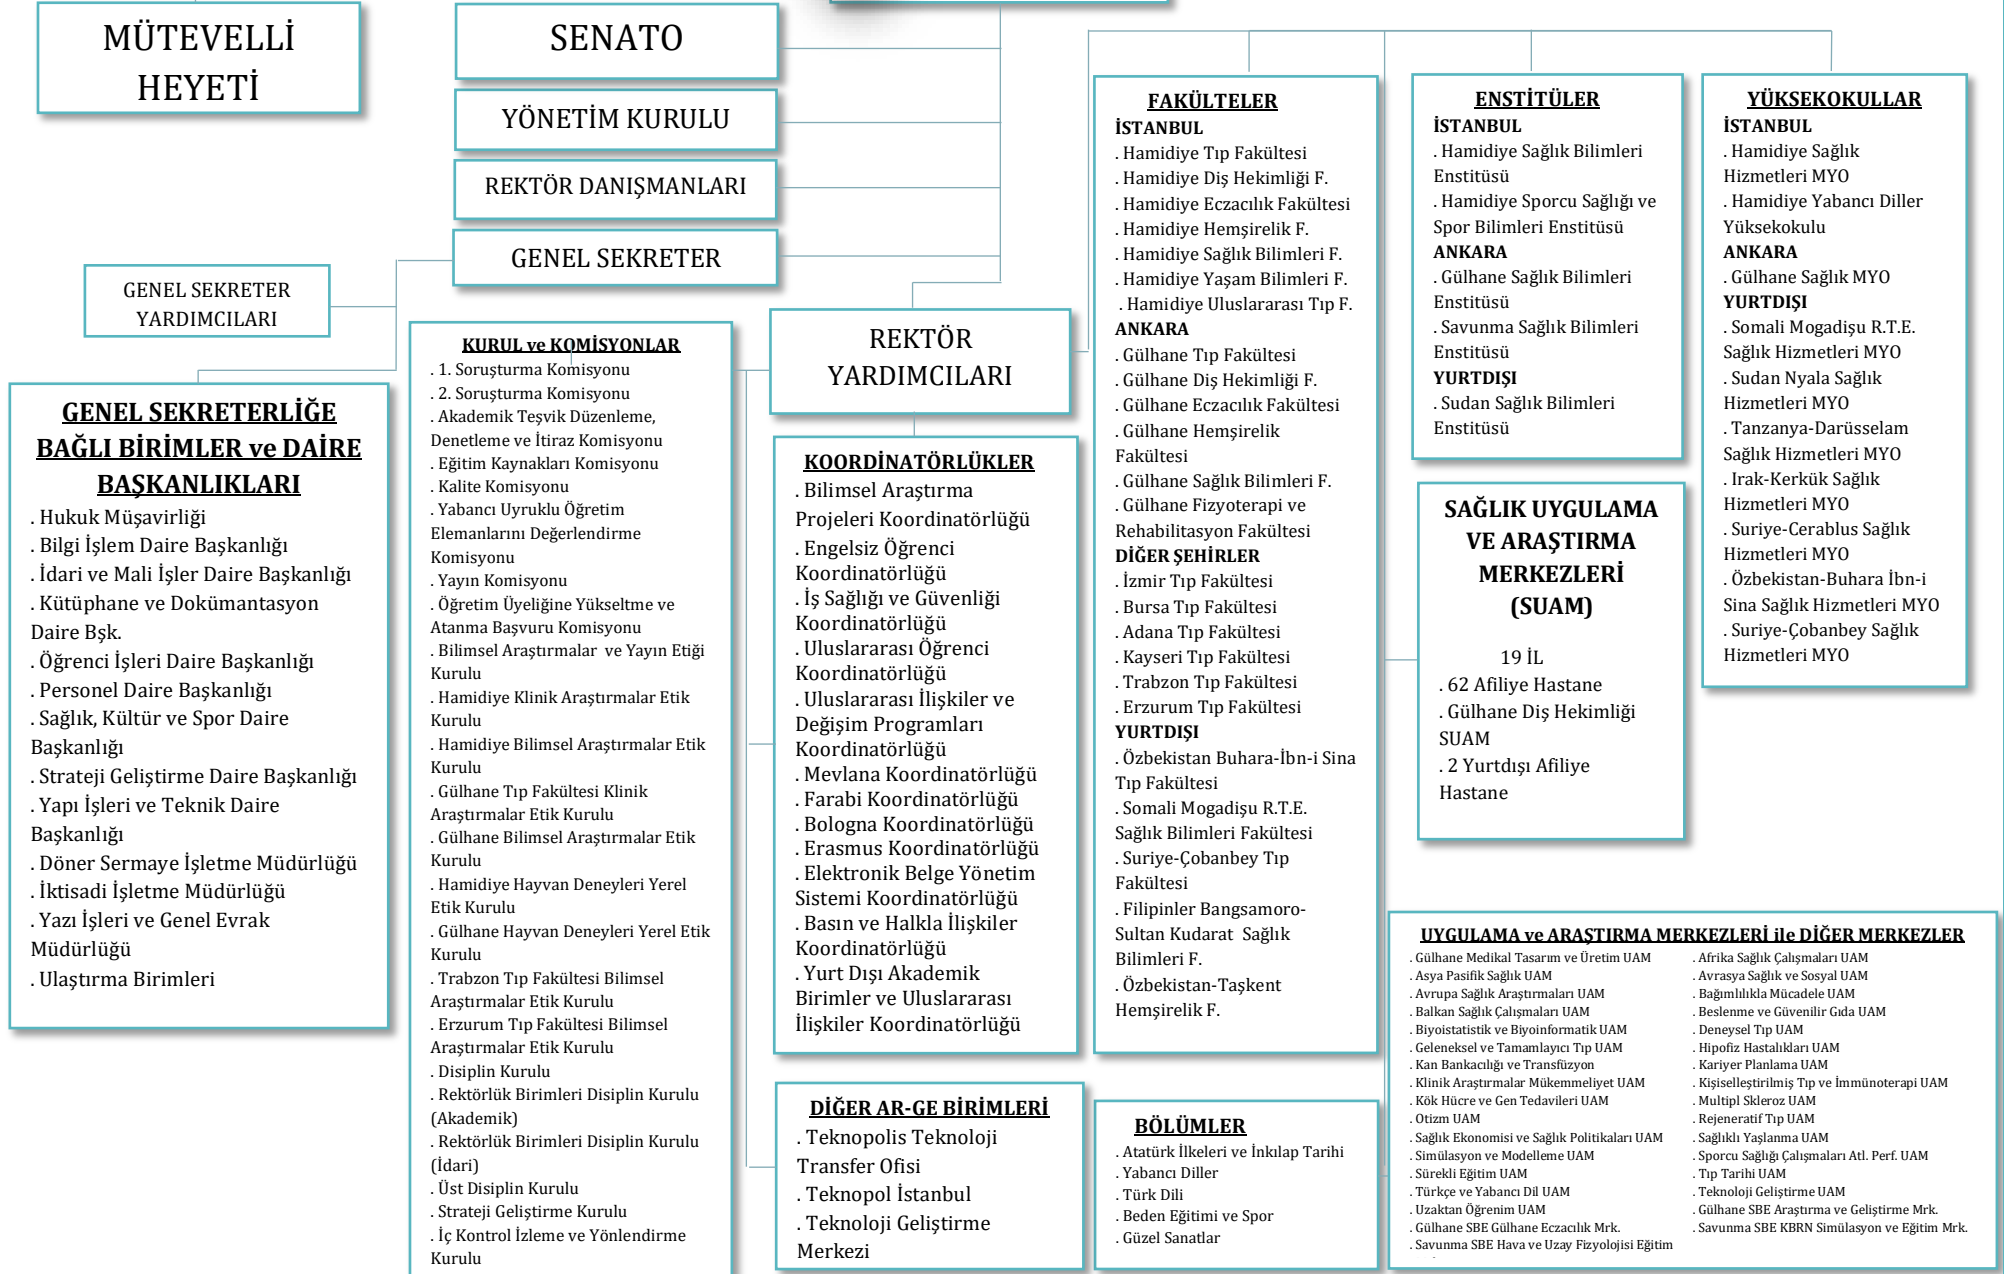 MÜTEVELLİ
HEYETİ
SENATO
YÖNETİM KURULU
REKTÖR DANIŞMANLARI
GENEL SEKRETER
GENEL SEKRETER
YARDIMCILARI
GENEL SEKRETERLİĞE
BAĞLI BİRİMLER ve DAİRE
BAŞKANLIKLARI
. Hukuk Müşavirliği
. Bilgi İşlem Daire Başkanlığı
. İdari ve Mali İşler Daire Başkanlığı
. Kütüphane ve Dokümantasyon
Daire Bşk.
. Öğrenci İşleri Daire Başkanlığı
. Personel Daire Başkanlığı
. Sağlık, Kültür ve Spor Daire
Başkanlığı
. Strateji Geliştirme Daire Başkanlığı
. Yapı İşleri ve Teknik Daire
Başkanlığı
. Döner Sermaye İşletme Müdürlüğü
. İktisadi İşletme Müdürlüğü
. Yazı İşleri ve Genel Evrak
Müdürlüğü
. Ulaştırma Birimleri
KURUL ve KOMİSYONLAR
. 1. Soruşturma Komisyonu
. 2. Soruşturma Komisyonu
. Akademik Teşvik Düzenleme,
Denetleme ve İtiraz Komisyonu
. Eğitim Kaynakları Komisyonu
. Kalite Komisyonu
. Yabancı Uyruklu Öğretim
Elemanlarını Değerlendirme
Komisyonu
. Yayın Komisyonu
. Öğretim Üyeliğine Yükseltme ve
Atanma Başvuru Komisyonu
. Bilimsel Araştırmalar ve Yayın Etiği
Kurulu
. Hamidiye Klinik Araştırmalar Etik
Kurulu
. Hamidiye Bilimsel Araştırmalar Etik
Kurulu
. Gülhane Tıp Fakültesi Klinik
Araştırmalar Etik Kurulu
. Gülhane Bilimsel Araştırmalar Etik
Kurulu
. Hamidiye Hayvan Deneyleri Yerel
Etik Kurulu
. Gülhane Hayvan Deneyleri Yerel Etik
Kurulu
. Trabzon Tıp Fakültesi Bilimsel
Araştırmalar Etik Kurulu
. Erzurum Tıp Fakültesi Bilimsel
Araştırmalar Etik Kurulu
. Disiplin Kurulu
. Rektörlük Birimleri Disiplin Kurulu
(Akademik)
. Rektörlük Birimleri Disiplin Kurulu
(İdari)
. Üst Disiplin Kurulu
. Strateji Geliştirme Kurulu
. İç Kontrol İzleme ve Yönlendirme
Kurulu
REKTÖR
YARDIMCILARI
KOORDİNATÖRLÜKLER
. Bilimsel Araştırma
Projeleri Koordinatörlüğü
. Engelsiz Öğrenci
Koordinatörlüğü
. İş Sağlığı ve Güvenliği
Koordinatörlüğü
. Uluslararası Öğrenci
Koordinatörlüğü
. Uluslararası İlişkiler ve
Değişim Programları
Koordinatörlüğü
. Mevlana Koordinatörlüğü
. Farabi Koordinatörlüğü
. Bologna Koordinatörlüğü
. Erasmus Koordinatörlüğü
. Elektronik Belge Yönetim
Sistemi Koordinatörlüğü
. Basın ve Halkla İlişkiler
Koordinatörlüğü
. Yurt Dışı Akademik
Birimler ve Uluslararası
İlişkiler Koordinatörlüğü
DİĞER AR-GE BİRİMLERİ
. Teknopolis Teknoloji
Transfer Ofisi
. Teknopol İstanbul
. Teknoloji Geliştirme
Merkezi
FAKÜLTELER
İSTANBUL
. Hamidiye Tıp Fakültesi
. Hamidiye Diş Hekimliği F.
. Hamidiye Eczacılık Fakültesi
. Hamidiye Hemşirelik F.
. Hamidiye Sağlık Bilimleri F.
. Hamidiye Yaşam Bilimleri F.
. Hamidiye Uluslararası Tıp F.
ANKARA
. Gülhane Tıp Fakültesi
. Gülhane Diş Hekimliği F.
. Gülhane Eczacılık Fakültesi
. Gülhane Hemşirelik
Fakültesi
. Gülhane Sağlık Bilimleri F.
. Gülhane Fizyoterapi ve
Rehabilitasyon Fakültesi
DİĞER ŞEHİRLER
. İzmir Tıp Fakültesi
. Bursa Tıp Fakültesi
. Adana Tıp Fakültesi
. Kayseri Tıp Fakültesi
. Trabzon Tıp Fakültesi
. Erzurum Tıp Fakültesi
YURTDIŞI
. Özbekistan Buhara-İbn-i Sina
Tıp Fakültesi
. Somali Mogadişu R.T.E.
Sağlık Bilimleri Fakültesi
. Suriye-Çobanbey Tıp
Fakültesi
. Filipinler Bangsamoro-
Sultan Kudarat Sağlık
Bilimleri F.
. Özbekistan-Taşkent
Hemşirelik F.
BÖLÜMLER
. Atatürk İlkeleri ve İnkılap Tarihi
. Yabancı Diller
. Türk Dili
. Beden Eğitimi ve Spor
. Güzel Sanatlar
ENSTİTÜLER
İSTANBUL
. Hamidiye Sağlık Bilimleri
Enstitüsü
. Hamidiye Sporcu Sağlığı ve
Spor Bilimleri Enstitüsü
ANKARA
. Gülhane Sağlık Bilimleri
Enstitüsü
. Savunma Sağlık Bilimleri
Enstitüsü
YURTDIŞI
. Sudan Sağlık Bilimleri
Enstitüsü
SAĞLIK UYGULAMA
VE ARAŞTIRMA
MERKEZLERİ
(SUAM)
19 İL
. 62 Afiliye Hastane
. Gülhane Diş Hekimliği
SUAM
. 2 Yurtdışı Afiliye
Hastane
YÜKSEKOKULLAR
İSTANBUL
. Hamidiye Sağlık
Hizmetleri MYO
. Hamidiye Yabancı Diller
Yüksekokulu
ANKARA
. Gülhane Sağlık MYO
YURTDIŞI
. Somali Mogadişu R.T.E.
Sağlık Hizmetleri MYO
. Sudan Nyala Sağlık
Hizmetleri MYO
. Tanzanya-Darüsselam
Sağlık Hizmetleri MYO
. Irak-Kerkük Sağlık
Hizmetleri MYO
. Suriye-Cerablus Sağlık
Hizmetleri MYO
. Özbekistan-Buhara İbn-i
Sina Sağlık Hizmetleri MYO
. Suriye-Çobanbey Sağlık
Hizmetleri MYO
UYGULAMA ve ARAŞTIRMA MERKEZLERİ ile DİĞER MERKEZLER
. Gülhane Medikal Tasarım ve Üretim UAM
. Asya Pasifik Sağlık UAM
. Avrupa Sağlık Araştırmaları UAM
. Balkan Sağlık Çalışmaları UAM
. Biyoistatistik ve Biyoinformatik UAM
. Geleneksel ve Tamamlayıcı Tıp UAM
. Kan Bankacılığı ve Transfüzyon
. Klinik Araştırmalar Mükemmeliyet UAM
. Kök Hücre ve Gen Tedavileri UAM
. Otizm UAM
. Sağlık Ekonomisi ve Sağlık Politikaları UAM
. Simülasyon ve Modelleme UAM
. Sürekli Eğitim UAM
. Türkçe ve Yabancı Dil UAM
. Uzaktan Öğrenim UAM
. Gülhane SBE Gülhane Eczacılık Mrk.
. Savunma SBE Hava ve Uzay Fizyolojisi Eğitim
. Afrika Sağlık Çalışmaları UAM
. Avrasya Sağlık ve Sosyal UAM
. Bağımlılıkla Mücadele UAM
. Beslenme ve Güvenilir Gıda UAM
. Deneysel Tıp UAM
. Hipofiz Hastalıkları UAM
. Kariyer Planlama UAM
. Kişiselleştirilmiş Tıp ve İmmünoterapi UAM
. Multipl Skleroz UAM
. Rejeneratif Tıp UAM
. Sağlıklı Yaşlanma UAM
. Sporcu Sağlığı Çalışmaları Atl. Perf. UAM
. Tıp Tarihi UAM
. Teknoloji Geliştirme UAM
. Gülhane SBE Araştırma ve Geliştirme Mrk.
. Savunma SBE KBRN Simülasyon ve Eğitim Mrk.